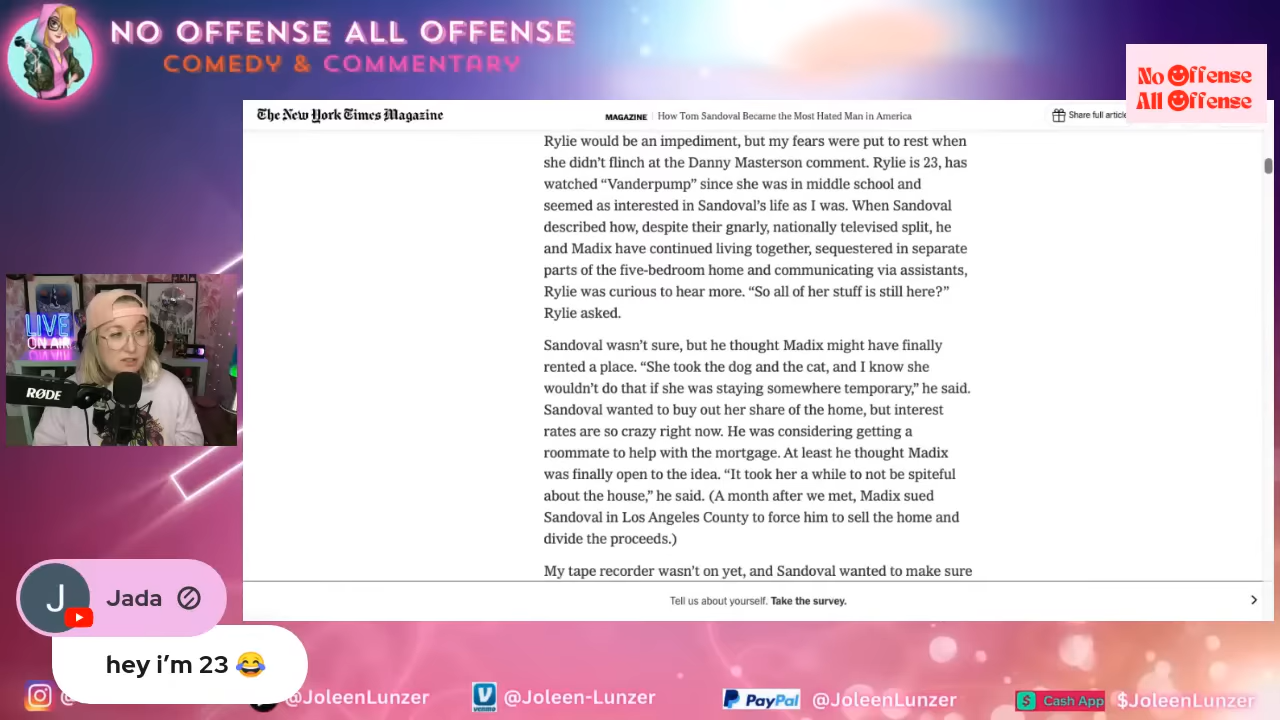 NO OFFENSE ALL OFFENSE
COMEDY & COMMENTARY
No Offense
All Offense
The New York Times Magazine
MAGAZINE | How Tom Sandoval Became the Most Hated Man in America
Share full article
Rylie would be an impediment, but my fears were put to rest when
she didn’t flinch at the Danny Masterson comment. Rylie is 23, has
watched “Vanderpump” since she was in middle school and
seemed as interested in Sandoval’s life as I was. When Sandoval
described how, despite their gnarly, nationally televised split, he
and Madix have continued living together, sequestered in separate
parts of the five-bedroom home and communicating via assistants,
Rylie was curious to hear more. “So all of her stuff is still here?”
Rylie asked.
Sandoval wasn’t sure, but he thought Madix might have finally
rented a place. “She took the dog and the cat, and I know she
wouldn’t do that if she was staying somewhere temporary,” he said.
Sandoval wanted to buy out her share of the home, but interest
rates are so crazy right now. He was considering getting a
roommate to help with the mortgage. At least he thought Madix
was finally open to the idea. “It took her a while to not be spiteful
about the house,” he said. (A month after we met, Madix sued
Sandoval in Los Angeles County to force him to sell the home and
divide the proceeds.)
My tape recorder wasn’t on yet, and Sandoval wanted to make sure
Tell us about yourself. Take the survey.
LIVE
ON AIR
RØDE
J
Jada
hey i’m 23 😂
@JoleenLunzer
@Joleen-Lunzer
PayPal @JoleenLunzer
Cash App $JoleenLunzer